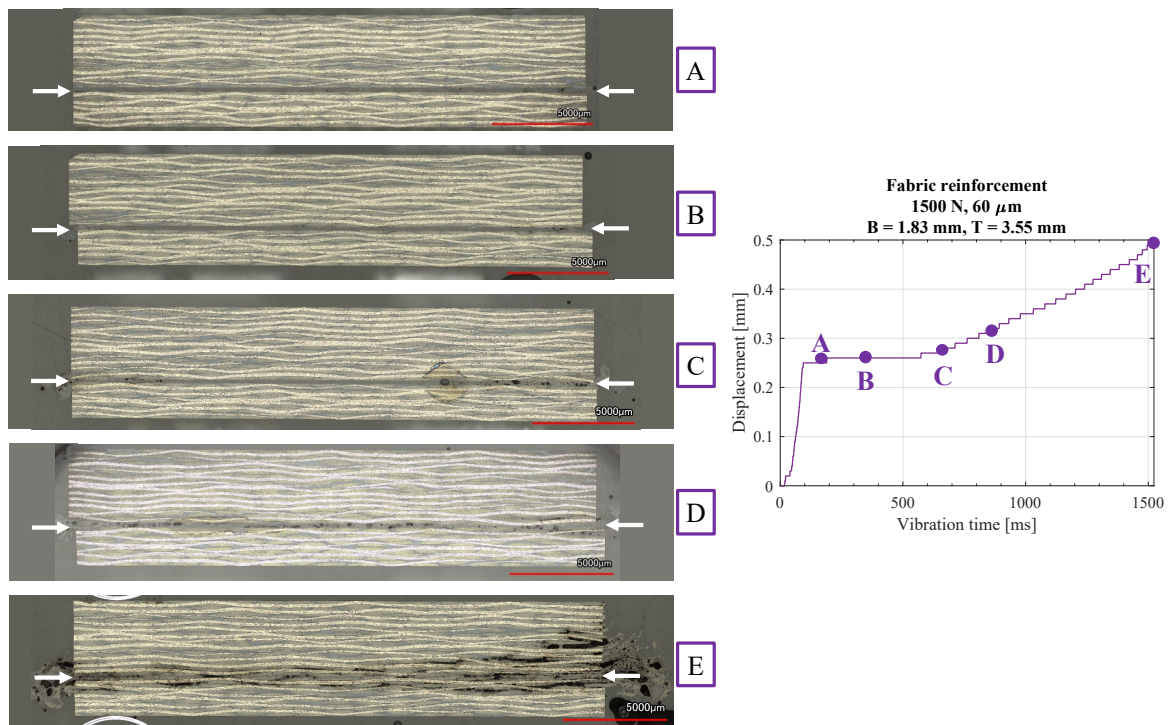 A
5000µm
B
5000µm
C
5000µm
D
5000µm
E
5000µm
Fabric reinforcement
1500 N, 60 µm
B = 1.83 mm, T = 3.55 mm
Displacement [mm]
0.5
0.4
0.3
0.2
0.1
0
A
B
C
D
E
0
500
1000
1500
Vibration time [ms]